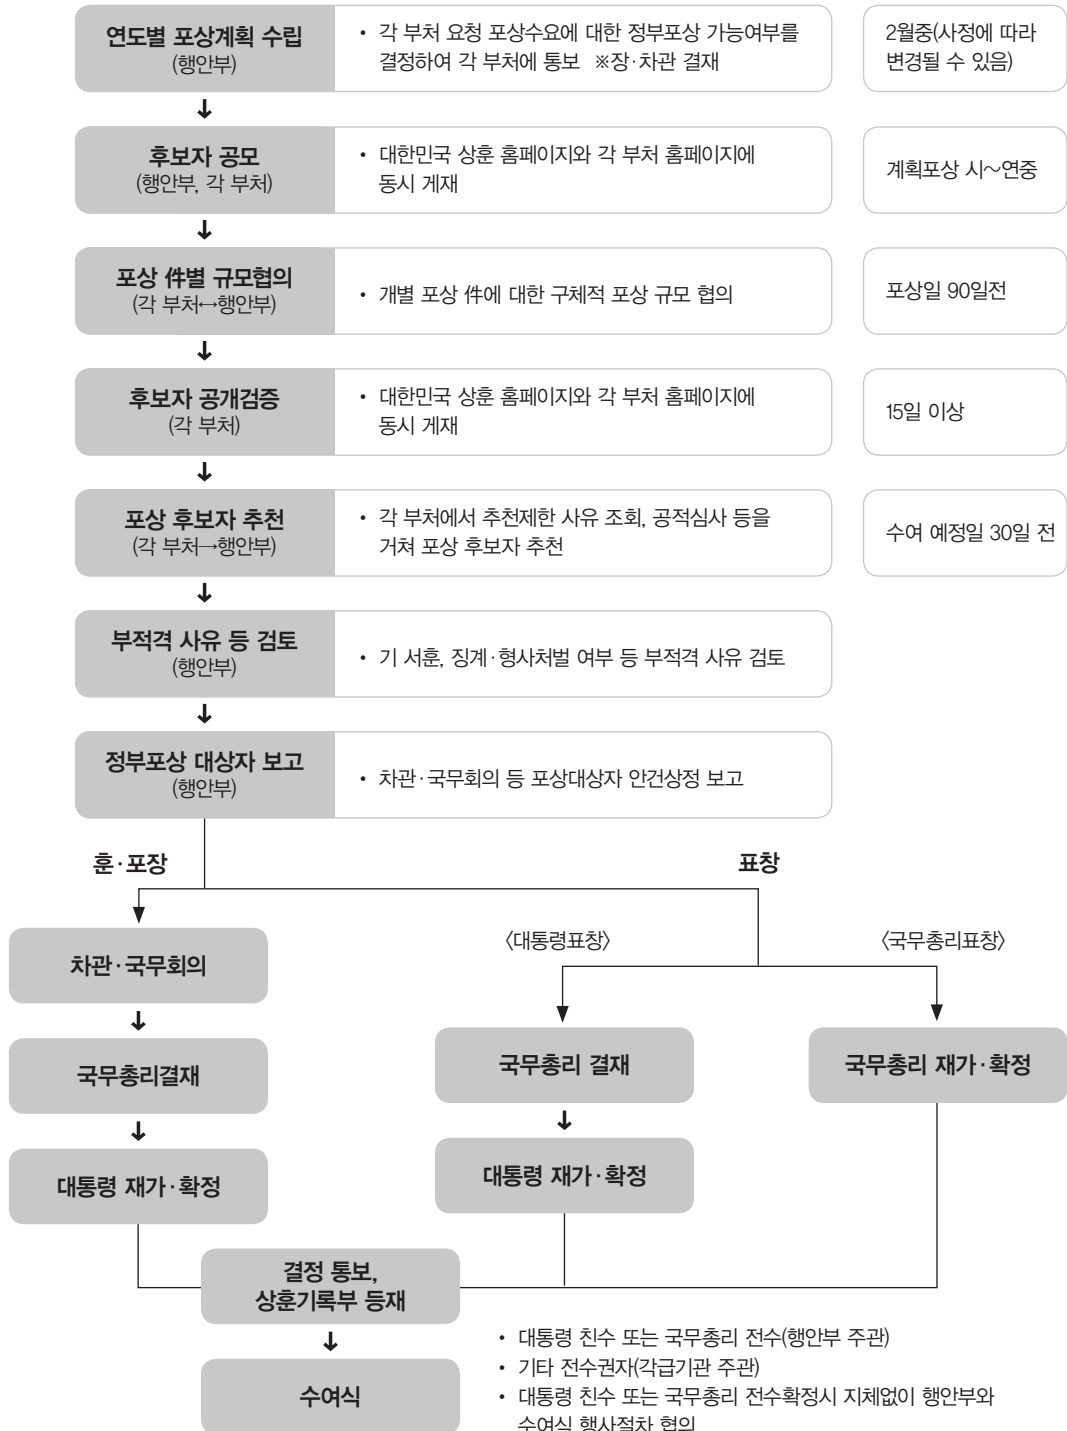 연도별 포상계획 수립
(행안부)
• 각 부처 요청 포상수요에 대한 정부포상 가능여부를
결정하여 각 부처에 통보 ※장·차관 결재
2월중(사정에 따라
변경될 수 있음)
후보자 공모
(행안부, 각 부처)
• 대한민국 상훈 홈페이지와 각 부처 홈페이지에
동시 게재
계획포상 시~연중
포상 件별 규모협의
(각 부처↔행안부)
• 개별 포상 件에 대한 구체적 포상 규모 협의
포상일 90일전
후보자 공개검증
(각 부처)
• 대한민국 상훈 홈페이지와 각 부처 홈페이지에
동시 게재
15일 이상
포상 후보자 추천
(각 부처→행안부)
• 각 부처에서 추천제한 사유 조회, 공적심사 등을
거쳐 포상 후보자 추천
수여 예정일 30일 전
부적격 사유 등 검토
(행안부)
• 기 서훈, 징계·형사처벌 여부 등 부적격 사유 검토
정부포상 대상자 보고
(행안부)
• 차관·국무회의 등 포상대상자 안건상정 보고
훈·포장
표창
〈대통령표창〉
〈국무총리표창〉
차관·국무회의
국무총리결재
대통령 재가·확정
국무총리 결재
대통령 재가·확정
국무총리 재가·확정
결정 통보,
상훈기록부 등재
수여식
• 대통령 친수 또는 국무총리 전수(행안부 주관)
• 기타 전수권자(각급기관 주관)
• 대통령 친수 또는 국무총리 전수확정시 지체없이 행안부와
수여식 행사절차 협의